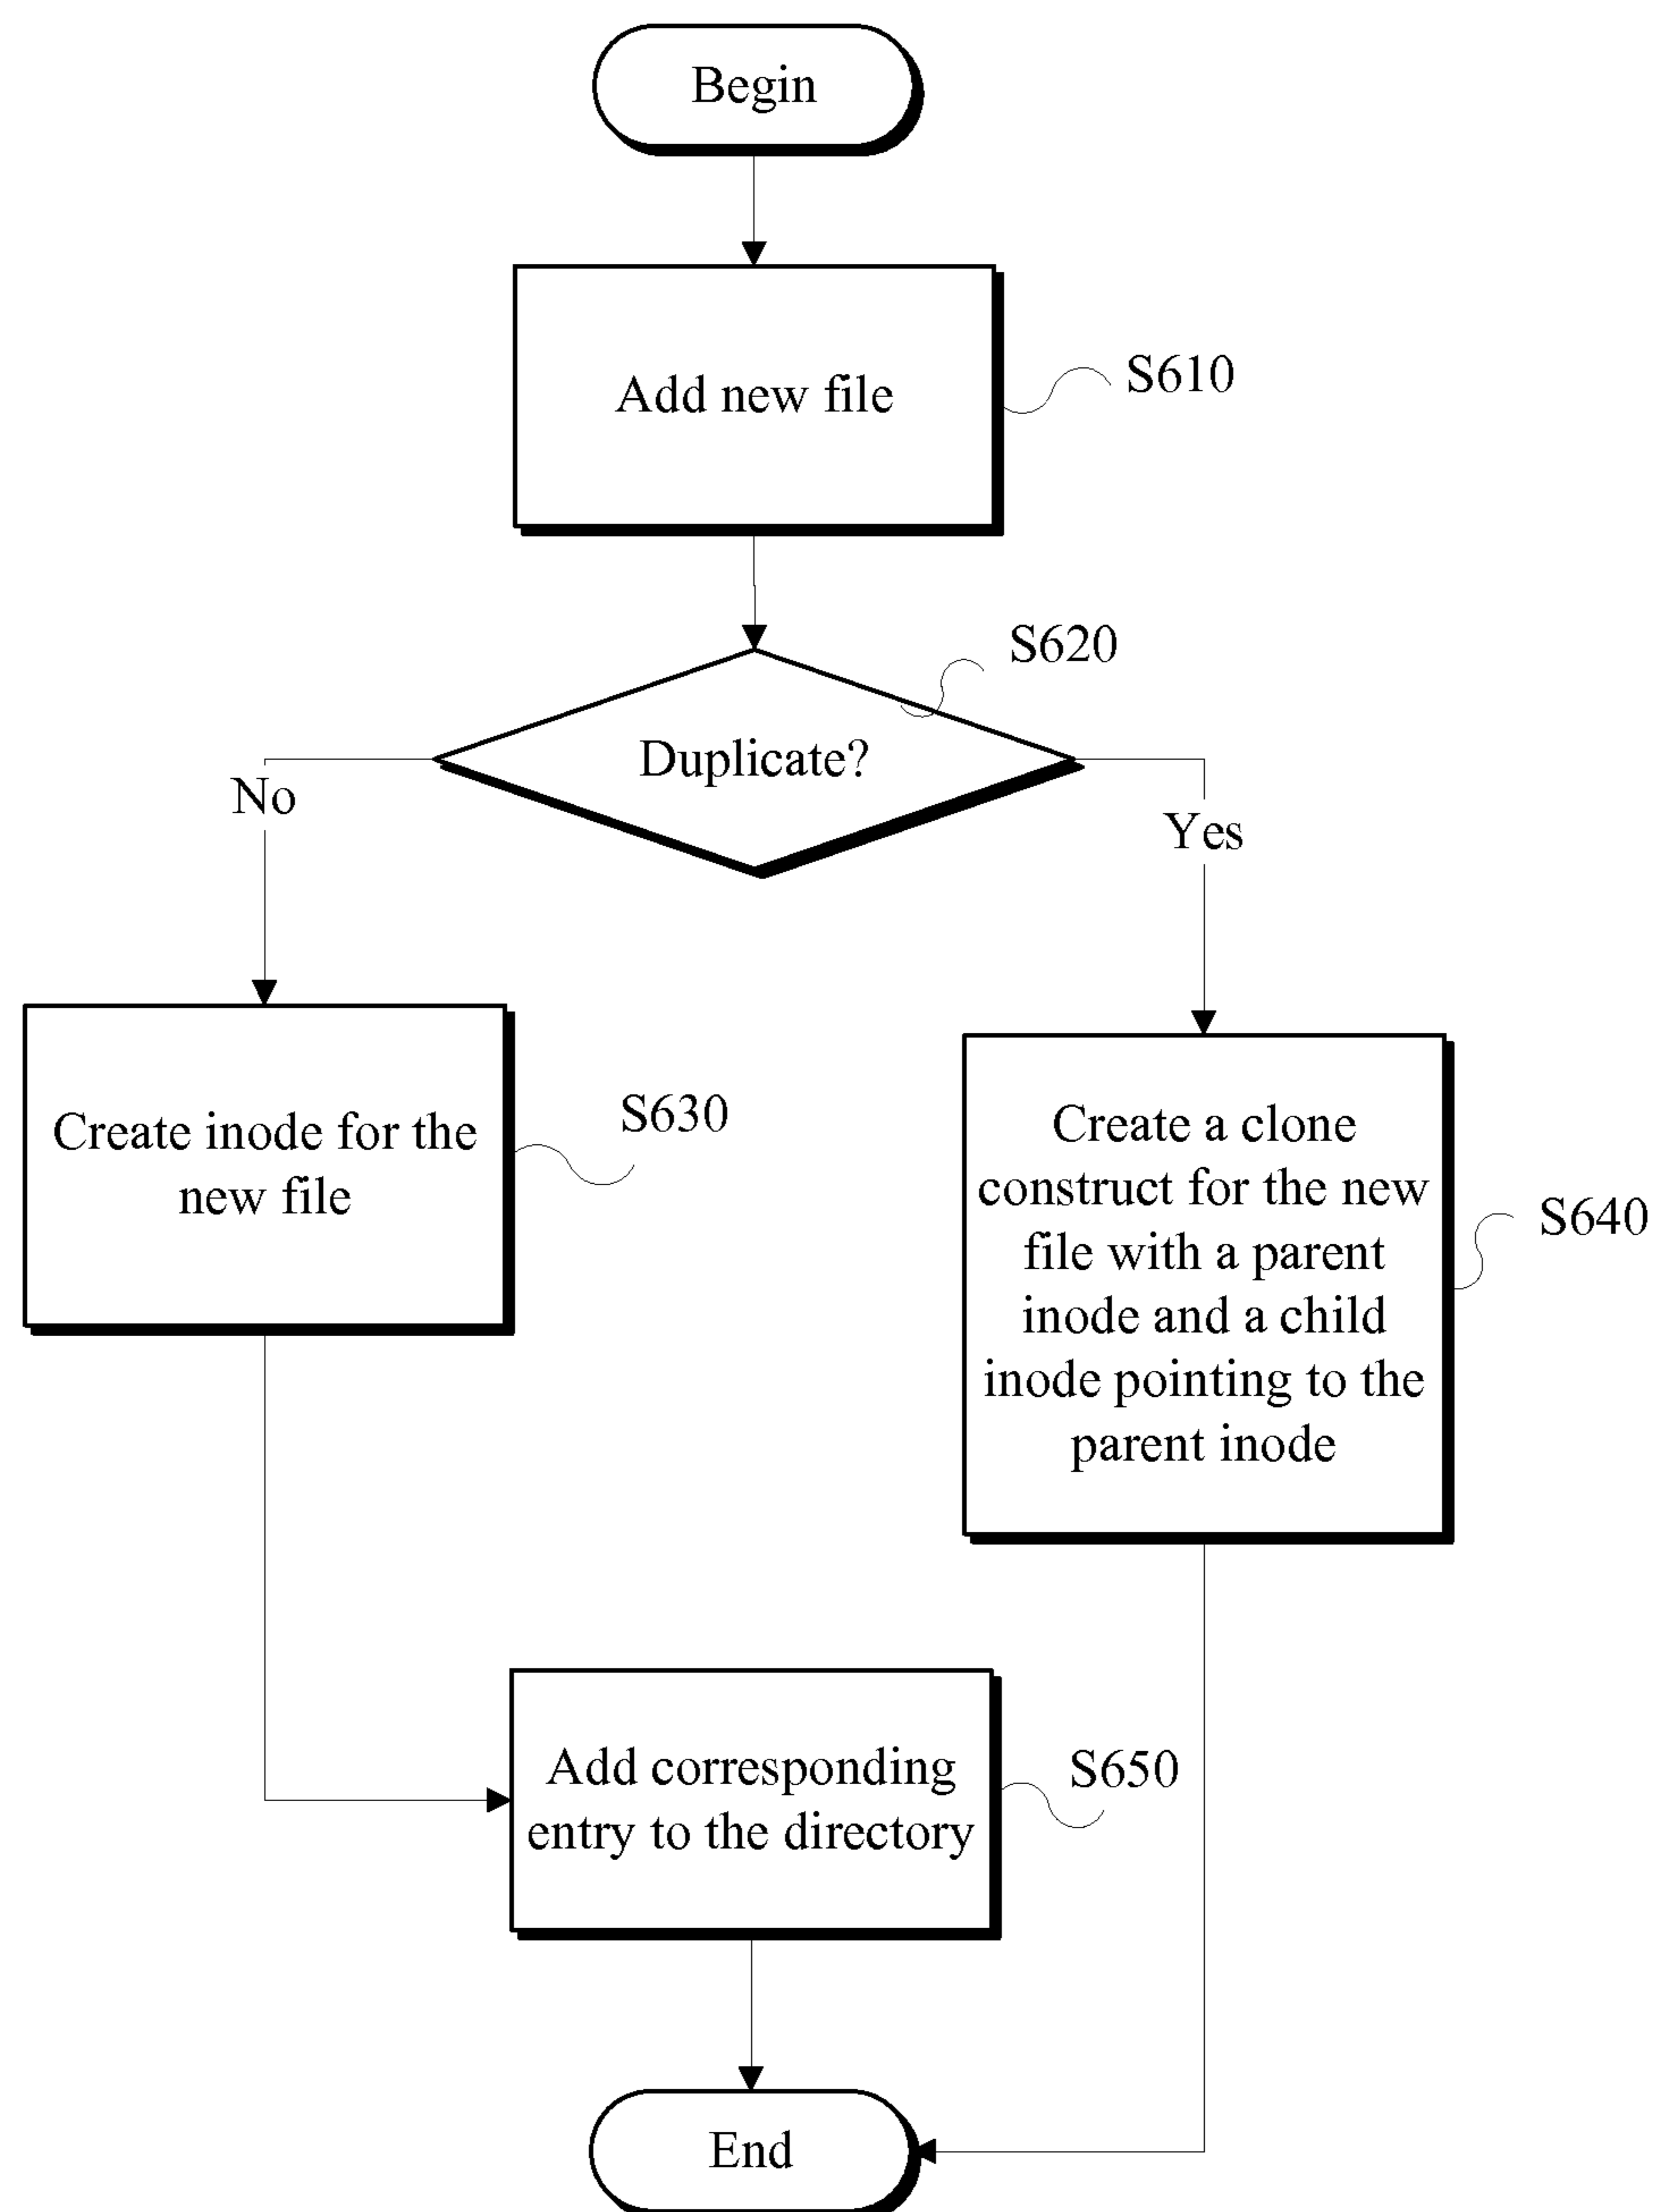 Begin
Add new file
S610
S620
Duplicate?
No
Yes
Create inode for the
new file
S630
Create a clone
construct for the new
file with a parent
inode and a child
inode pointing to the
parent inode
S640
Add corresponding
entry to the directory
S650
End